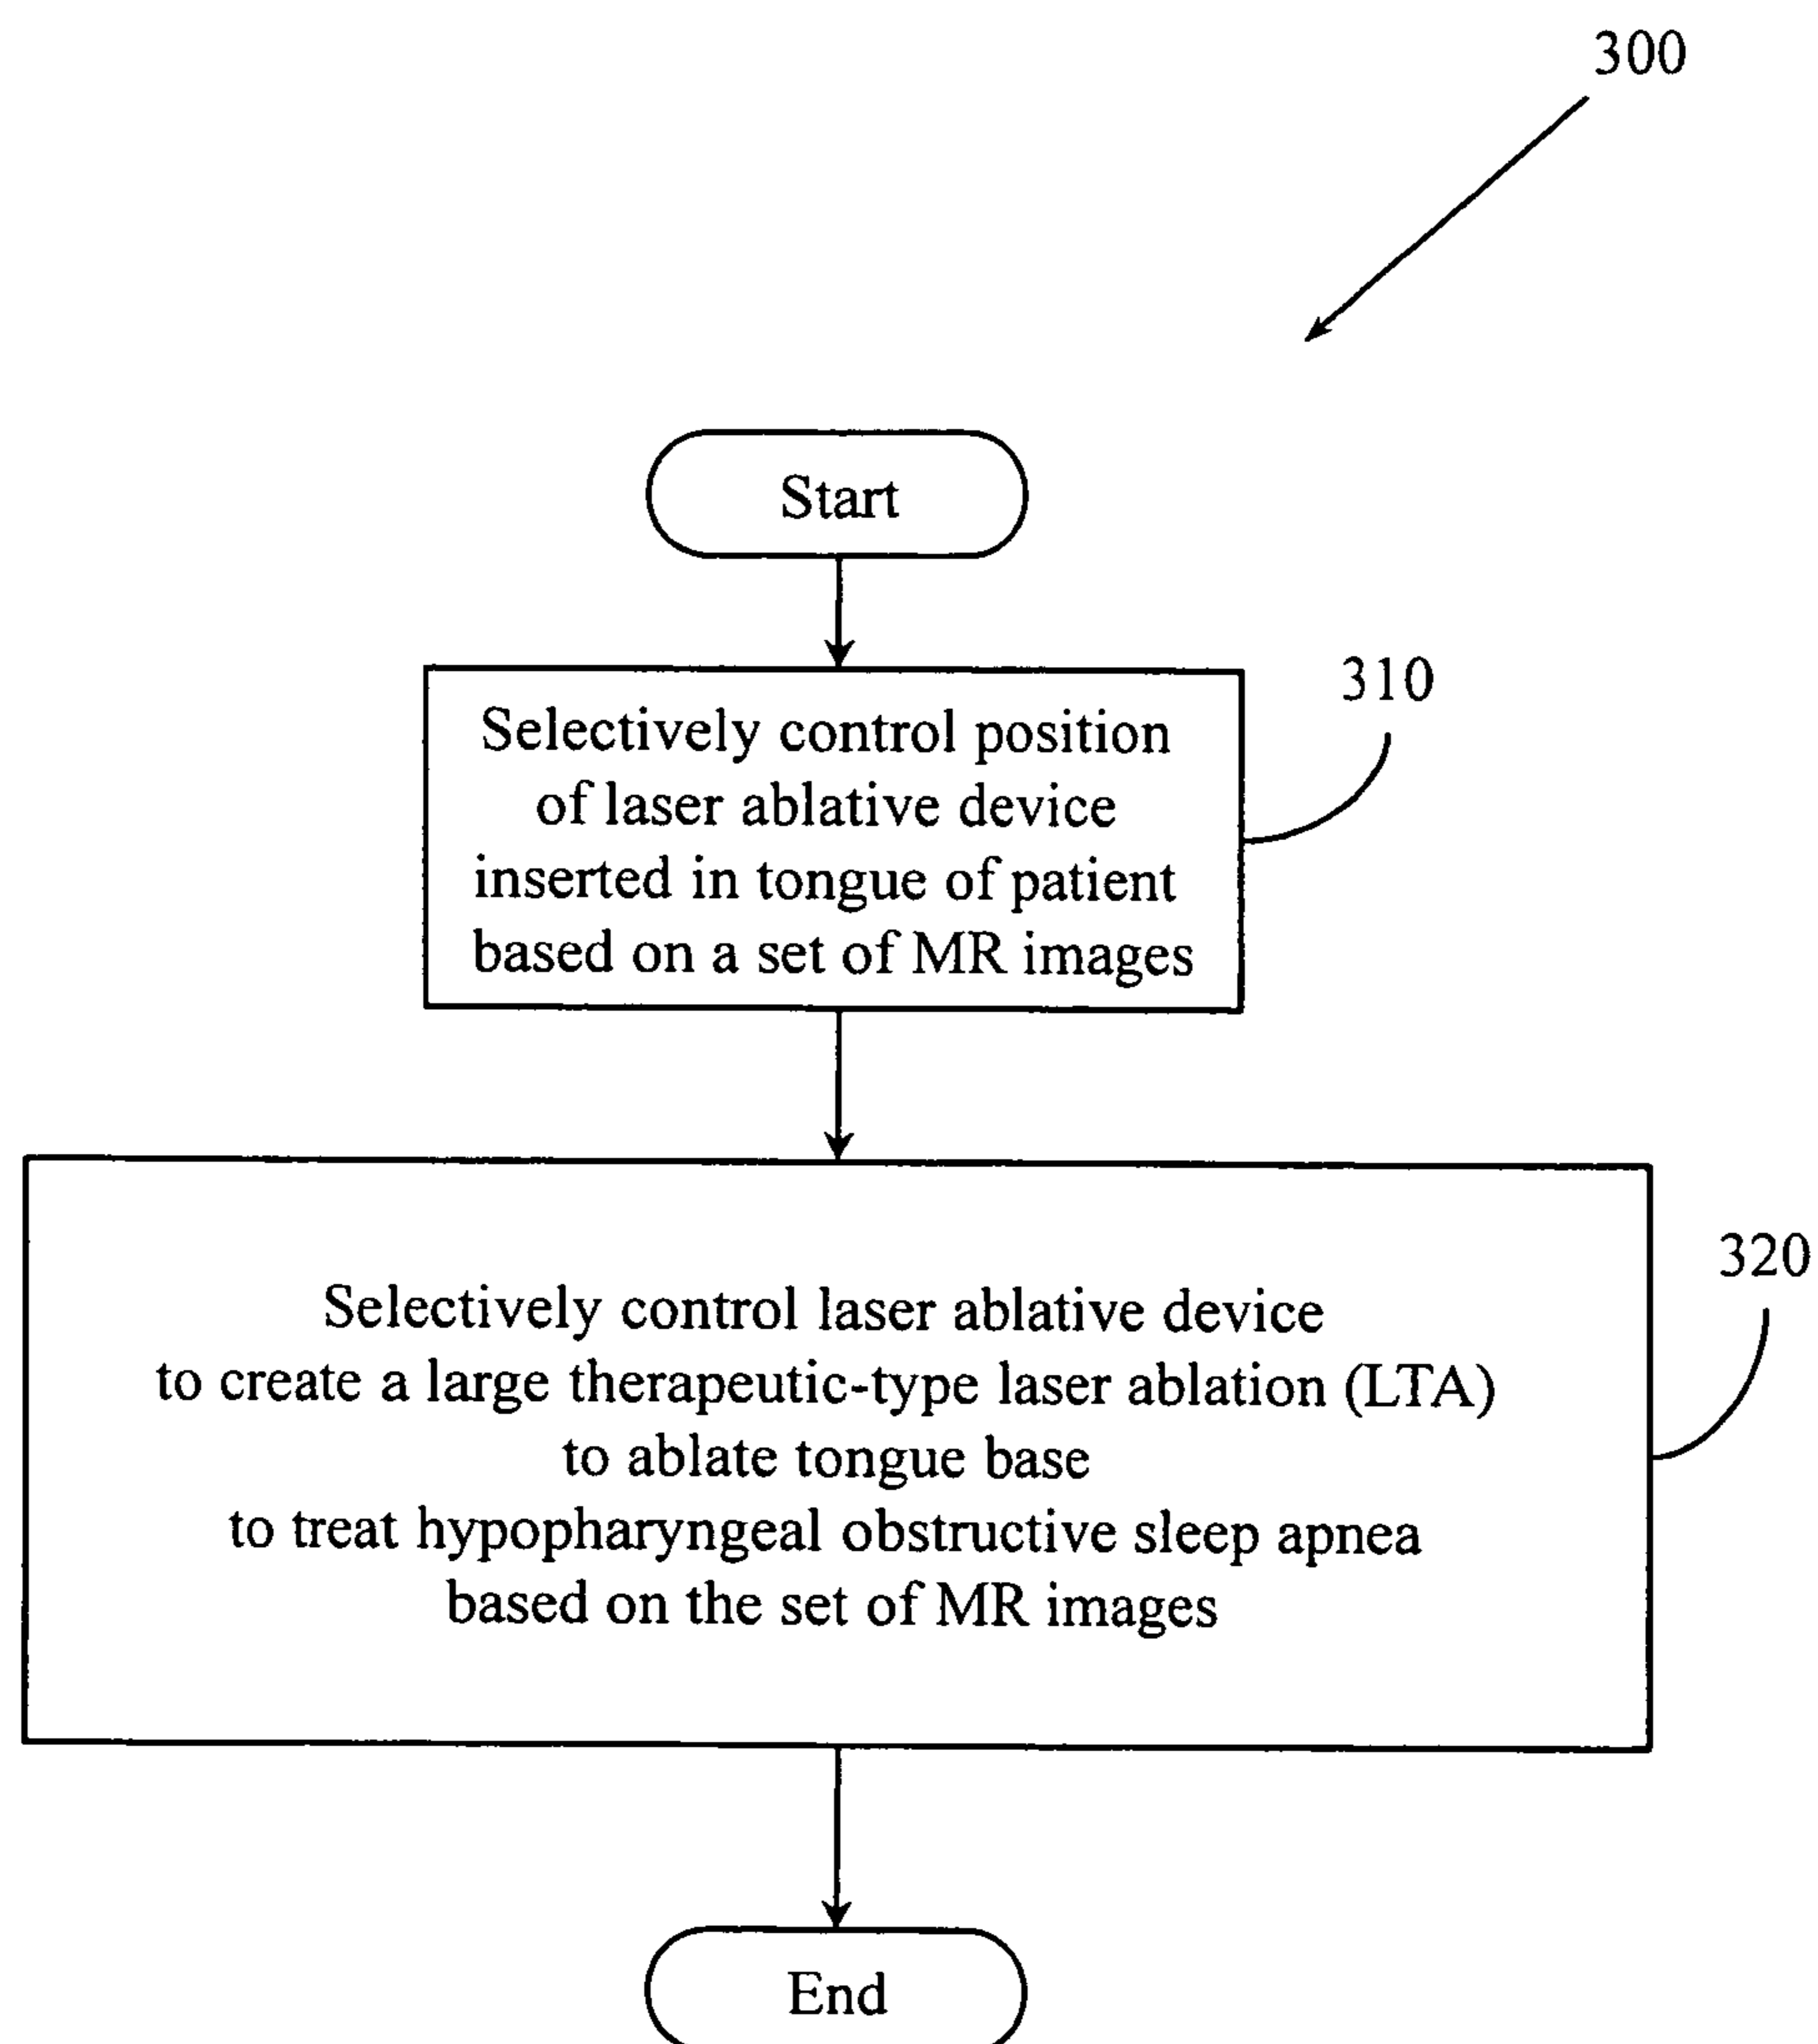 300
Start
310
Selectively control position
of laser ablative device
inserted in tongue of patient
based on a set of MR images
320
Selectively control laser ablative device
to create a large therapeutic-type laser ablation (LTA)
to ablate tongue base
to treat hypopharyngeal obstructive sleep apnea
based on the set of MR images
End